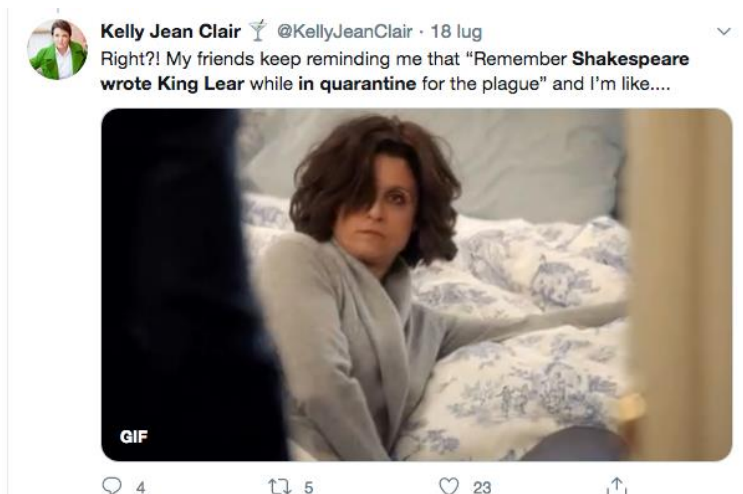 Kelly Jean Clair 🍸 @KellyJeanClair · 18 lug
Right?! My friends keep reminding me that “Remember Shakespeare
wrote King Lear while in quarantine for the plague” and I’m like....
GIF
4 5 23